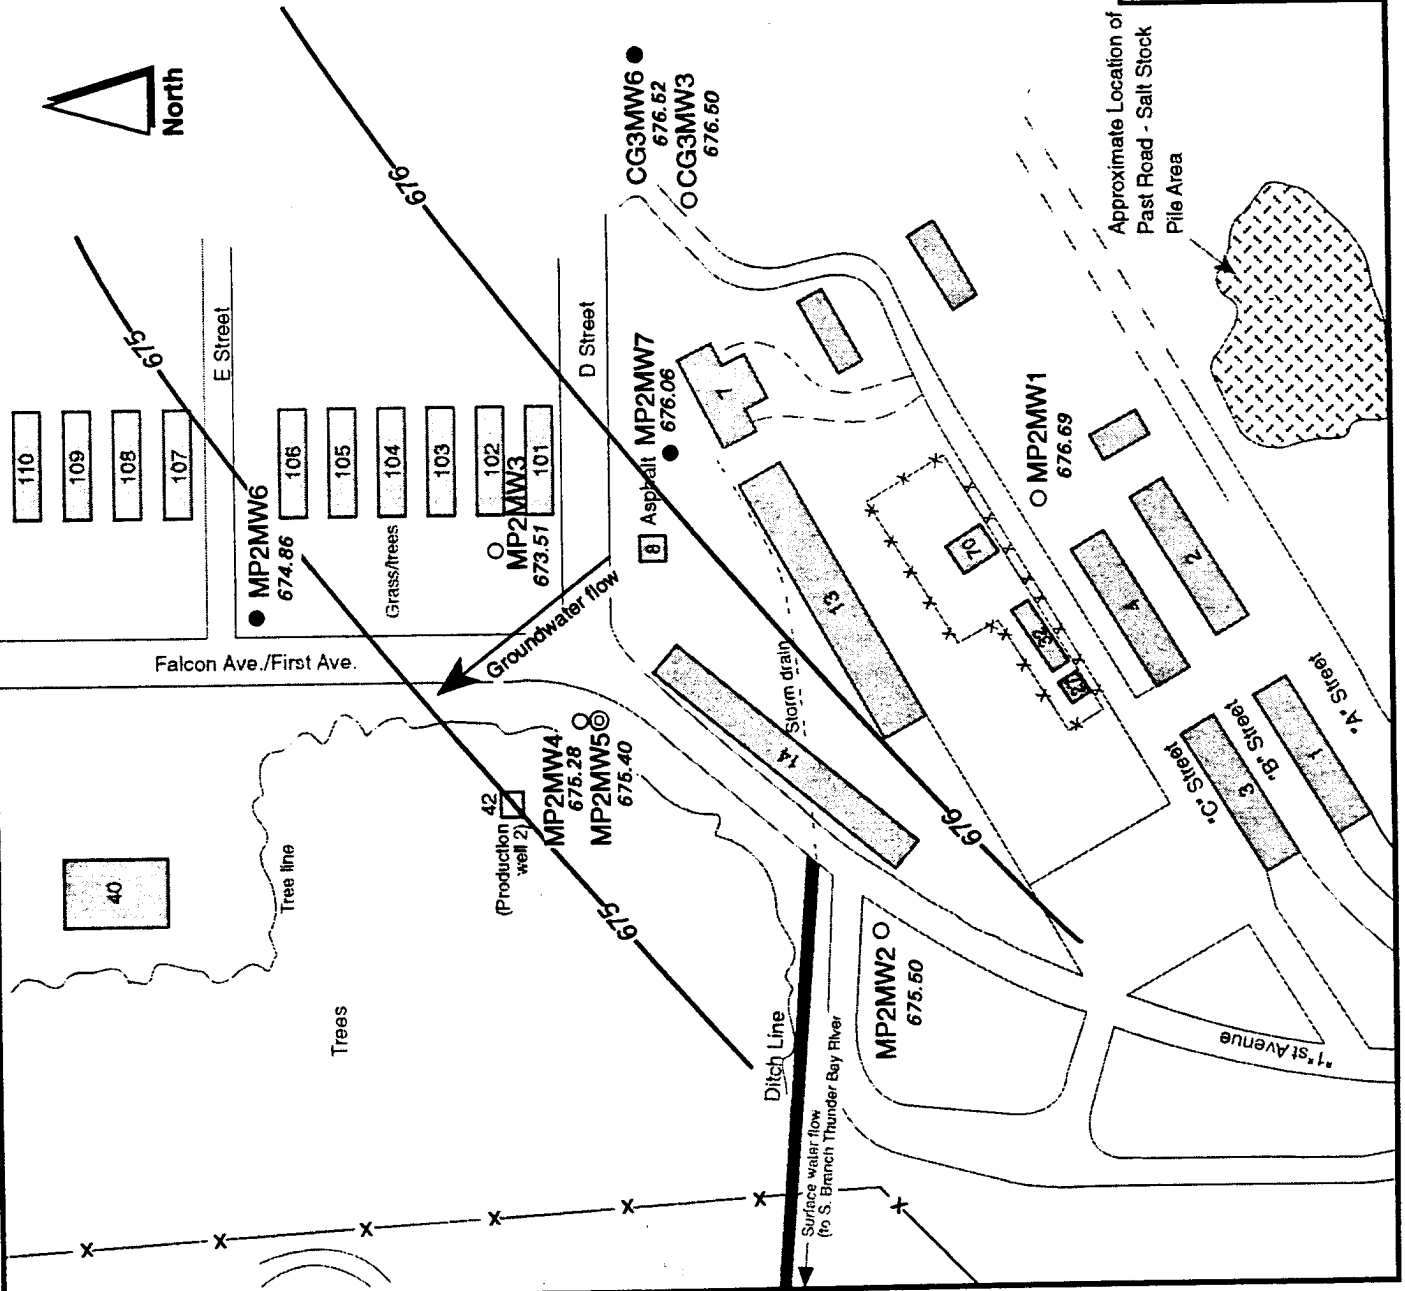 North
676
675
E Street
D Street
110
109
108
107
106
105
104
103
102
101
MP2MW6
674.86
Grass/trees
MP2MW3
673.51
Groundwater flow
Falcon Ave./First Ave.
CG3MW6
676.52
CG3MW3
676.50
Approximate Location of
Past Road - Salt Stock
Pile Area
8
Asphalt
MP2MW7
676.06
7
13
14
Storm drain
70
32
27
MP2MW1
676.69
4
2
"C" Street
3
"B" Street
1
"A" Street
42
(Production
well 2)
MP2MW4
675.28
MP2MW5
675.40
40
Tree line
Trees
675
676
Ditch Line
MP2MW2
675.50
Surface water flow
(to S. Branch Thunder Bay River
"1"st Avenue